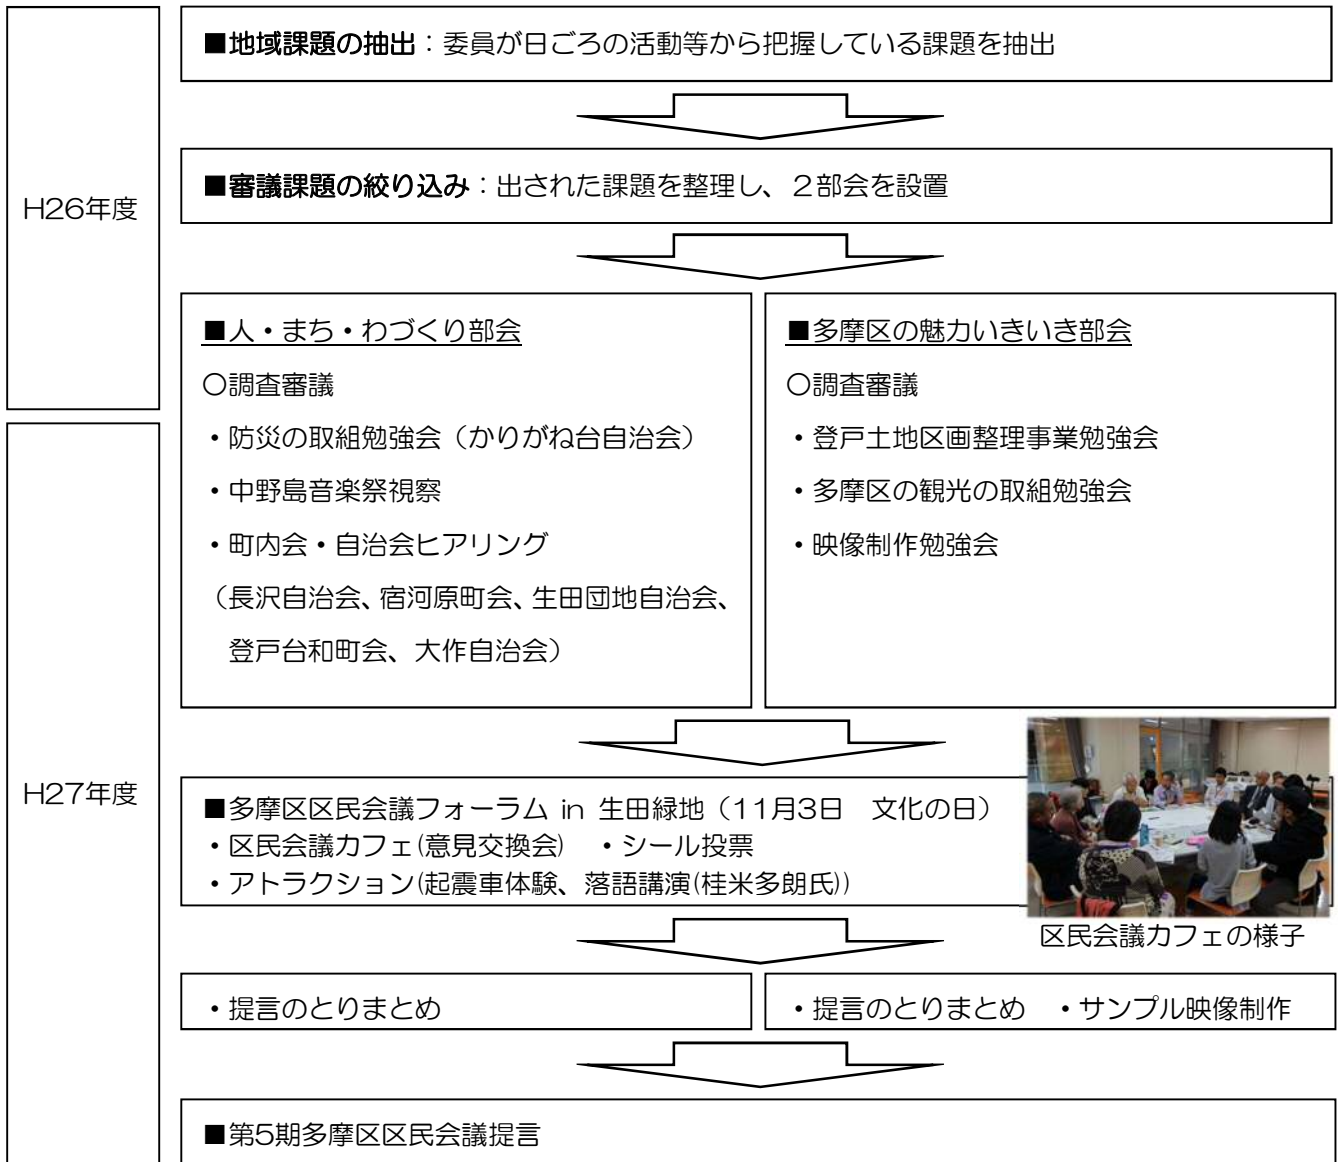 H26年度
■地域課題の抽出：委員が日ごろの活動等から把握している課題を抽出
■審議課題の絞り込み：出された課題を整理し、２部会を設置
■人・まち・わづくり部会
○調査審議
・防災の取組勉強会（かりがね台自治会）
・中野島音楽祭視察
・町内会・自治会ヒアリング
（長沢自治会、宿河原町会、生田団地自治会、
登戸台和町会、大作自治会）
■多摩区の魅力いきいき部会
○調査審議
・登戸土地区画整理事業勉強会
・多摩区の観光の取組勉強会
・映像制作勉強会
H27年度
■多摩区区民会議フォーラム in 生田緑地（11月3日　文化の日）
・区民会議カフェ(意見交換会)　・シール投票
・アトラクション(起震車体験、落語講演(桂米多朗氏))
区民会議カフェの様子
・提言のとりまとめ
・提言のとりまとめ　・サンプル映像制作
■第5期多摩区区民会議提言